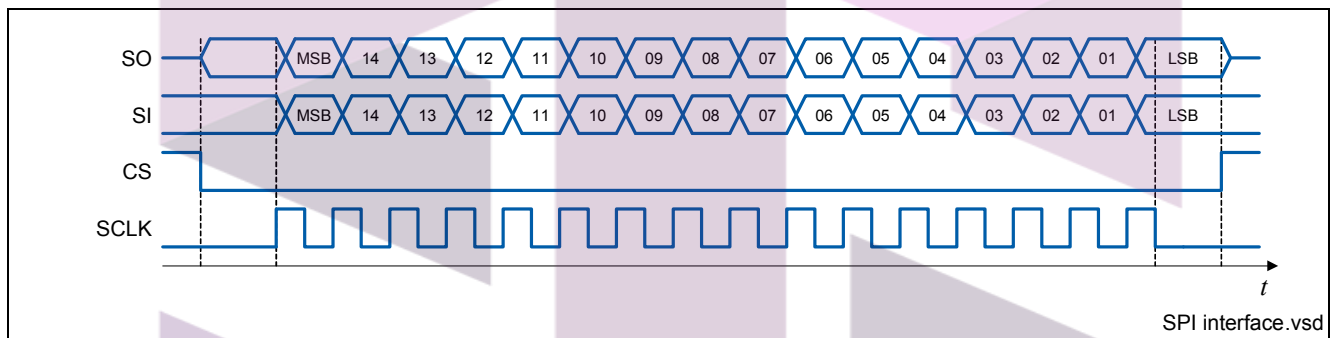 SO MSB 14 13 12 11 10 09 08 07 06 05 04 03 02 01 LSB
SI MSB 14 13 12 11 10 09 08 07 06 05 04 03 02 01 LSB
CS
SCLK
t
SPI interface.vsd